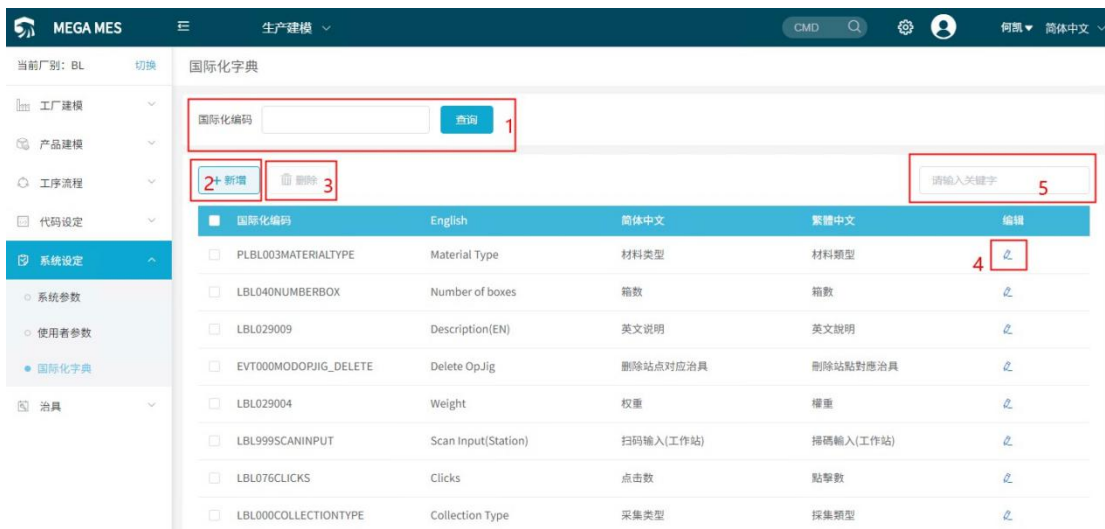 MEGA MES 生产建模 CMD 何凯 简体中文
当前厂别：BL 切换 国际化字典
工厂建模
产品建模
工序流程
代码设定
系统设定
系统参数
使用者参数
国际化字典
治具
国际化编码 查询 1
2 + 新增 删除 3 请输入关键字 5
国际化编码 English 简体中文 繁體中文 编辑
PLBL003MATERIALTYPE Material Type 材料类型 材料類型 4
LBL040NUMBERBOX Number of boxes 箱数 箱數
LBL029009 Description(EN) 英文说明 英文說明
EVT000MODOPJIG_DELETE Delete OpJig 删除站点对应治具 刪除站點對應治具
LBL029004 Weight 权重 權重
LBL999SCANINPUT Scan Input(Station) 扫码输入(工作站) 掃碼輸入(工作站)
LBL076CLICKS Clicks 点击数 點擊數
LBL000COLLECTIONTYPE Collection Type 采集类型 採集類型